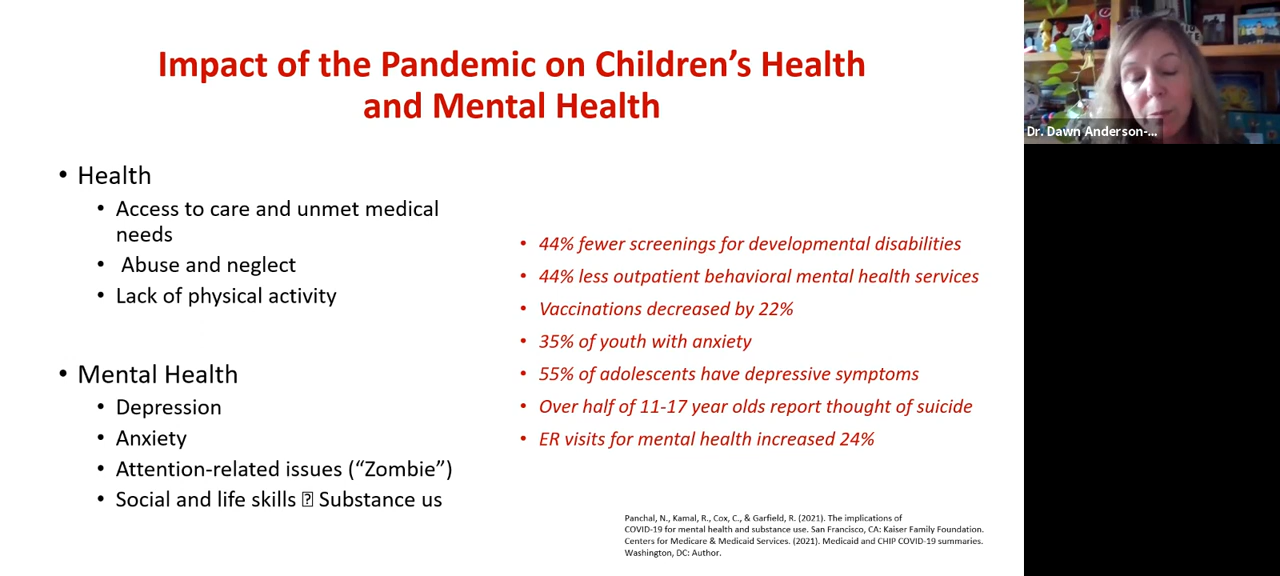 Impact of the Pandemic on Children’s Health
and Mental Health
• Health
• Access to care and unmet medical
needs
• Abuse and neglect
• Lack of physical activity
• Mental Health
• Depression
• Anxiety
• Attention-related issues (“Zombie”)
• Social and life skills ⍰ Substance us
• 44% fewer screenings for developmental disabilities
• 44% less outpatient behavioral mental health services
• Vaccinations decreased by 22%
• 35% of youth with anxiety
• 55% of adolescents have depressive symptoms
• Over half of 11-17 year olds report thought of suicide
• ER visits for mental health increased 24%
Panchal, N., Kamal, R., Cox, C., & Garfield, R. (2021). The implications of
COVID-19 for mental health and substance use. San Francisco, CA: Kaiser Family Foundation.
Centers for Medicare & Medicaid Services. (2021). Medicaid and CHIP COVID-19 summaries.
Washington, DC: Author.
Dr. Dawn Anderson-...